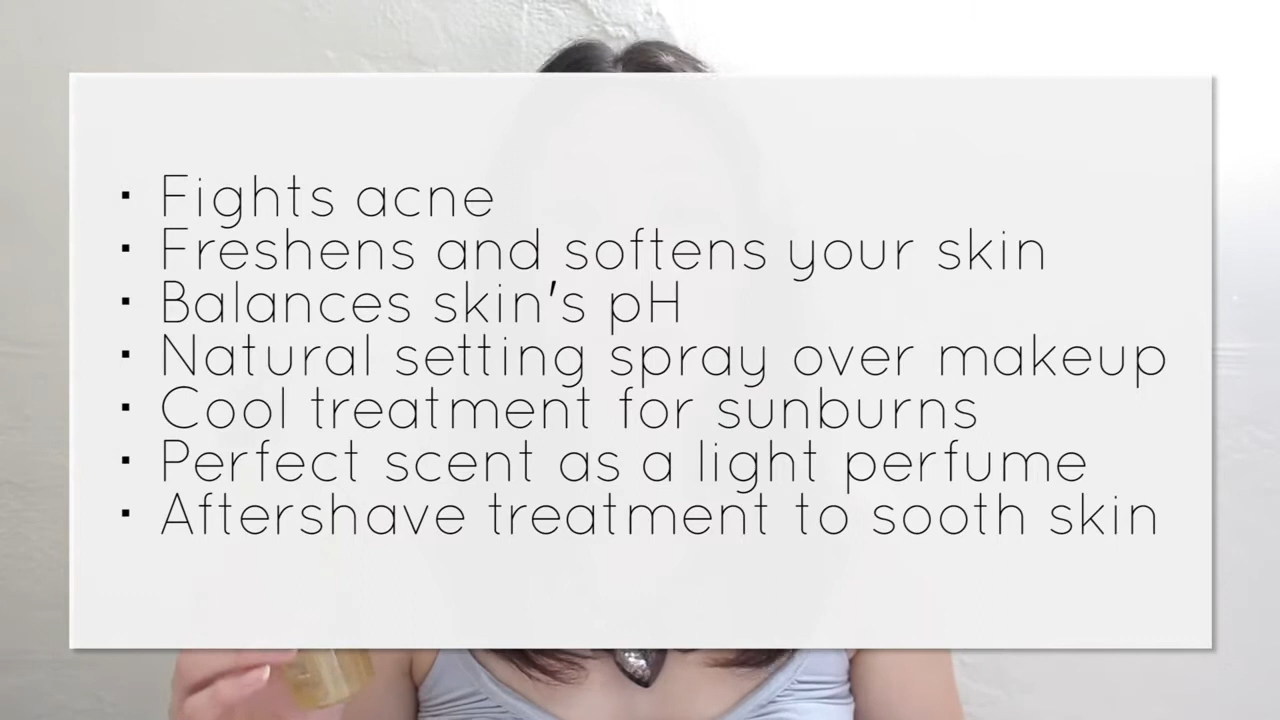 ▪ Fights acne
▪ Freshens and softens your skin
▪ Balances skin's pH
▪ Natural setting spray over makeup
▪ Cool treatment for sunburns
▪ Perfect scent as a light perfume
▪ Aftershave treatment to sooth skin